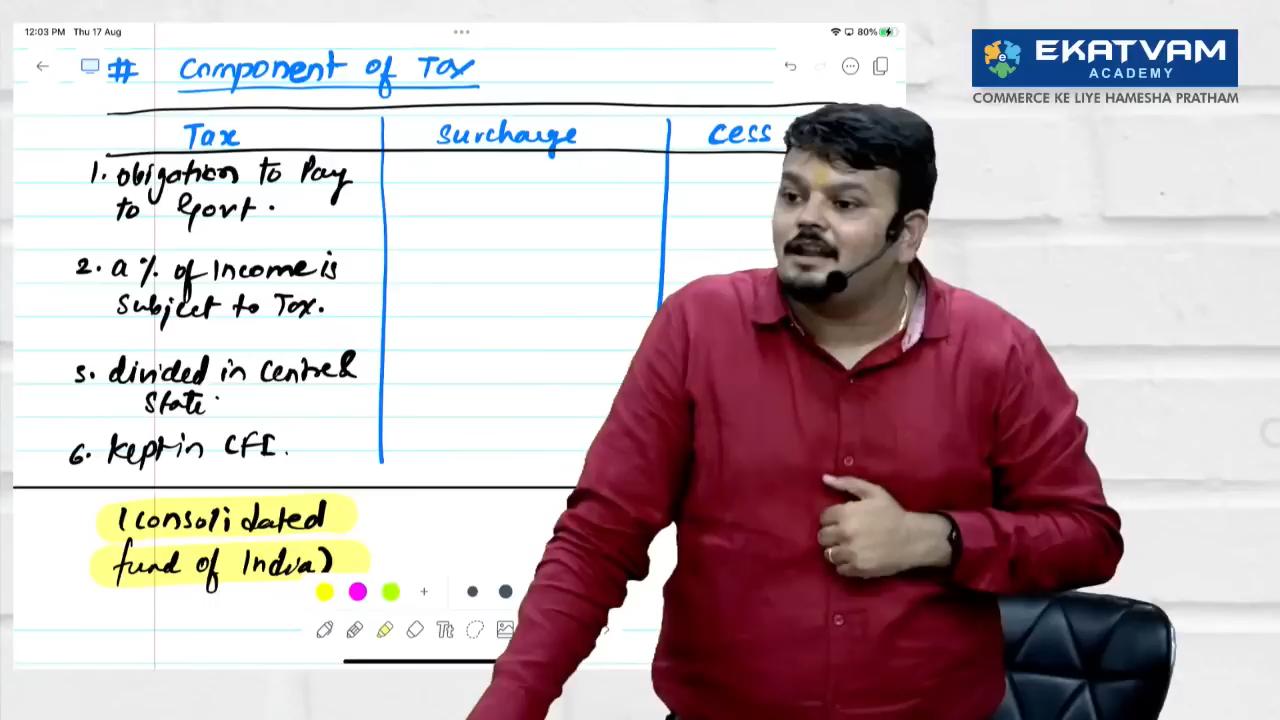 12:03 PM Thu 17 Aug
80%
# Component of Tax
Tax
Surcharge
Cess
1. obigation to Pay
to Govt.
2. a % of Income is
Subject to Tax.
5. divided in Centre &
State.
6. Kept in CFI.
(Consolidated
fund of India)
Tt
e
EKATVAM
ACADEMY
COMMERCE KE LIYE HAMESHA PRATHAM